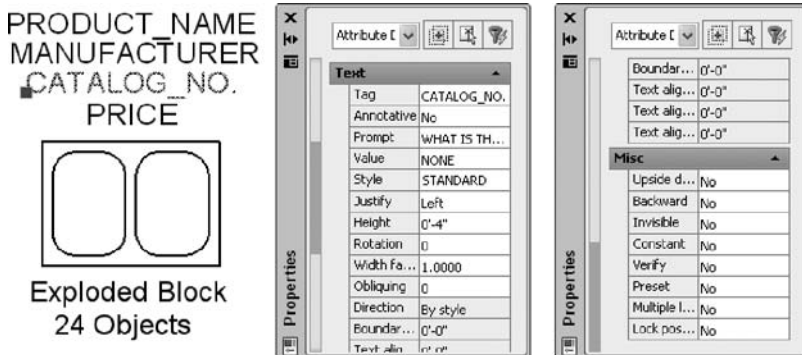 PRODUCT_NAME
MANUFACTURER
CATALOG_NO.
PRICE
Exploded Block
24 Objects
Properties
Attribute D
Text
Tag CATALOG_NO.
Annotative No
Prompt WHAT IS TH...
Value NONE
Style STANDARD
Justify Left
Height 0'-4"
Rotation 0
Width fa... 1.0000
Obliquing 0
Direction By style
Boundar... 0'-0"
Text alig 0'-0"
Properties
Attribute D
Boundar... 0'-0"
Text alig... 0'-0"
Text alig... 0'-0"
Text alig... 0'-0"
Misc
Upside d... No
Backward No
Invisible No
Constant No
Verify No
Preset No
Multiple l... No
Lock pos... No